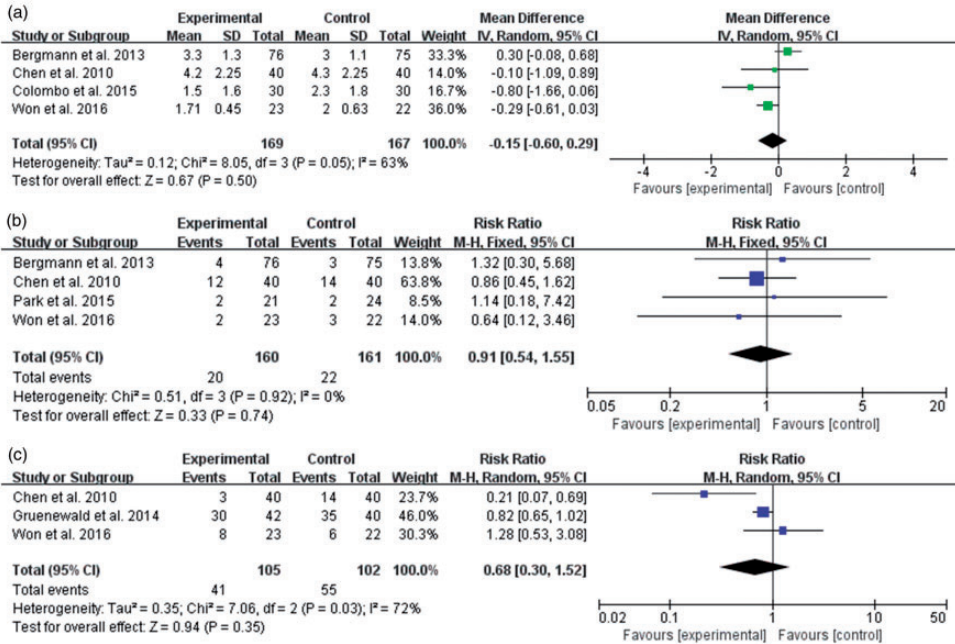 (a)
Experimental Control Mean Difference Mean Difference
Study or Subgroup Mean SD Total Mean SD Total Weight IV, Random, 95% CI IV, Random, 95% CI
Bergmann et al. 2013 3.3 1.3 76 3 1.1 75 33.3% 0.30 [-0.08, 0.68]
Chen et al. 2010 4.2 2.25 40 4.3 2.25 40 14.0% -0.10 [-1.09, 0.89]
Colombo et al. 2015 1.5 1.6 30 2.3 1.8 30 16.7% -0.80 [-1.66, 0.06]
Won et al. 2016 1.71 0.45 23 2 0.63 22 36.0% -0.29 [-0.61, 0.03]
Total (95% CI) 169 167 100.0% -0.15 [-0.60, 0.29]
Heterogeneity: Tau² = 0.12; Chi² = 8.05, df = 3 (P = 0.05); I² = 63%
Test for overall effect: Z = 0.67 (P = 0.50)
-4 -2 0 2 4
Favours [experimental] Favours [control]
(b)
Experimental Control Risk Ratio Risk Ratio
Study or Subgroup Events Total Events Total Weight M-H, Fixed, 95% CI M-H, Fixed, 95% CI
Bergmann et al. 2013 4 76 3 75 13.8% 1.32 [0.30, 5.68]
Chen et al. 2010 12 40 14 40 63.8% 0.86 [0.45, 1.62]
Park et al. 2015 2 21 2 24 8.5% 1.14 [0.18, 7.42]
Won et al. 2016 2 23 3 22 14.0% 0.64 [0.12, 3.46]
Total (95% CI) 160 161 100.0% 0.91 [0.54, 1.55]
Total events 20 22
Heterogeneity: Chi² = 0.51, df = 3 (P = 0.92); I² = 0%
Test for overall effect: Z = 0.33 (P = 0.74)
0.05 0.2 1 5 20
Favours [experimental] Favours [control]
(c)
Experimental Control Risk Ratio Risk Ratio
Study or Subgroup Events Total Events Total Weight M-H, Random, 95% CI M-H, Random, 95% CI
Chen et al. 2010 3 40 14 40 23.7% 0.21 [0.07, 0.69]
Gruenewald et al. 2014 30 42 35 40 46.0% 0.82 [0.65, 1.02]
Won et al. 2016 8 23 6 22 30.3% 1.28 [0.53, 3.08]
Total (95% CI) 105 102 100.0% 0.68 [0.30, 1.52]
Total events 41 55
Heterogeneity: Tau² = 0.35; Chi² = 7.06, df = 2 (P = 0.03); I² = 72%
Test for overall effect: Z = 0.94 (P = 0.35)
0.02 0.1 1 10 50
Favours [experimental] Favours [control]